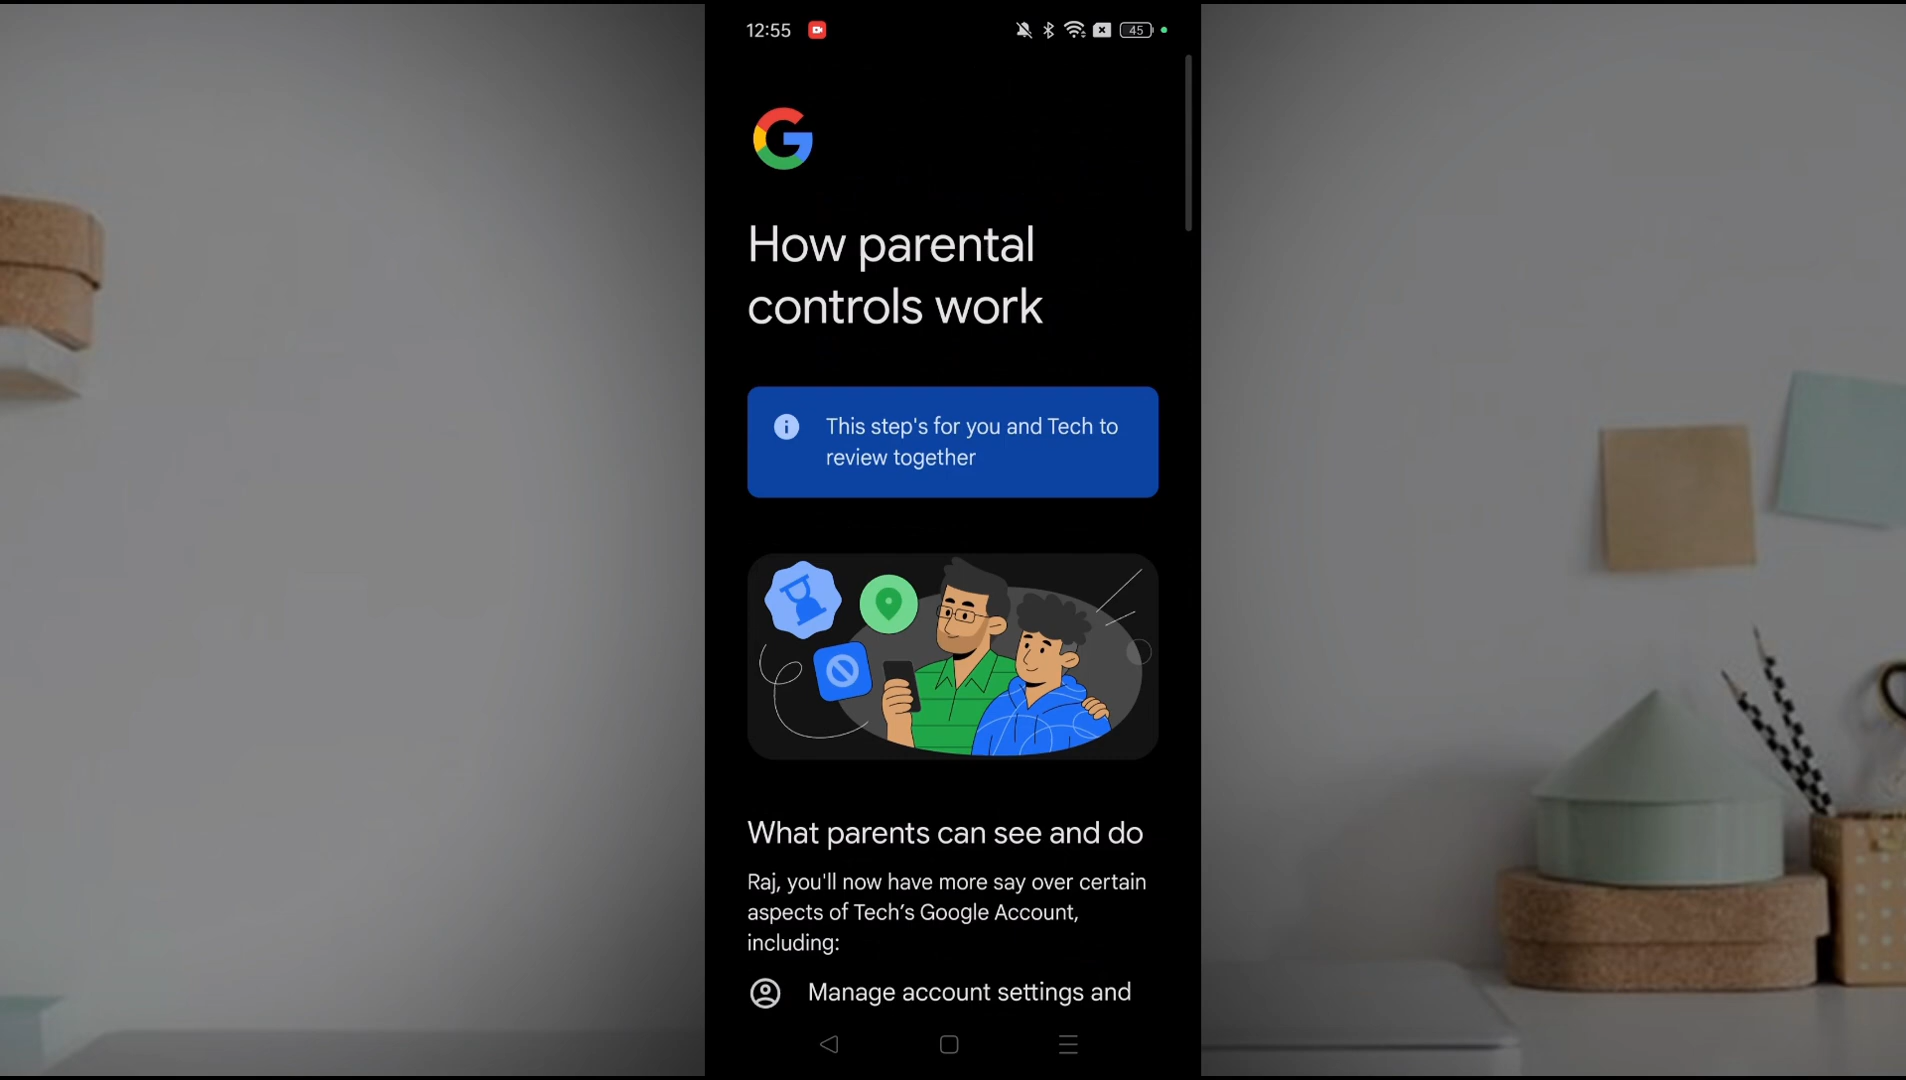 12:55
45
How parental
controls work
This step's for you and Tech to
review together
What parents can see and do
Raj, you'll now have more say over certain
aspects of Tech’s Google Account,
including:
Manage account settings and